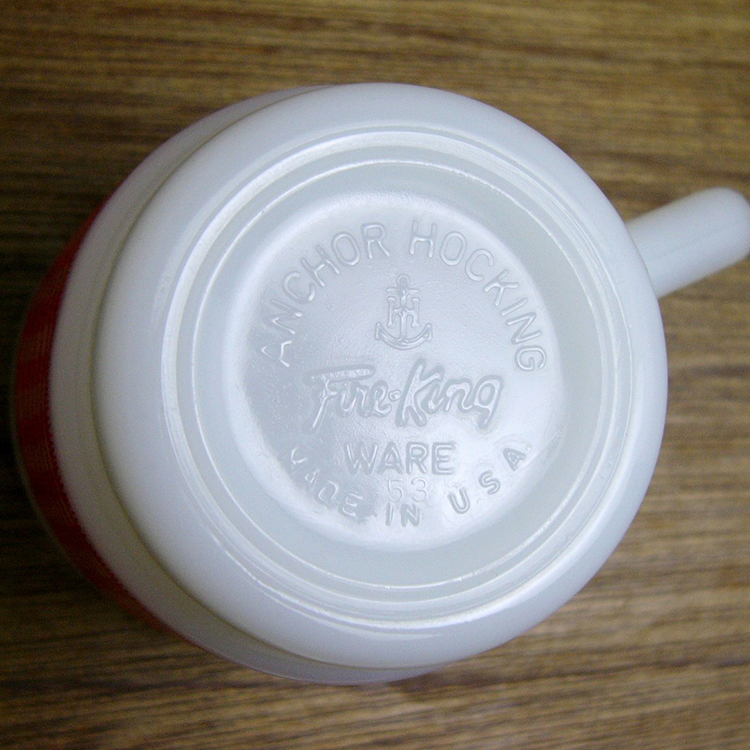 ANCHOR HOCKING
Fire-King
WARE
53
MADE IN U.S.A.